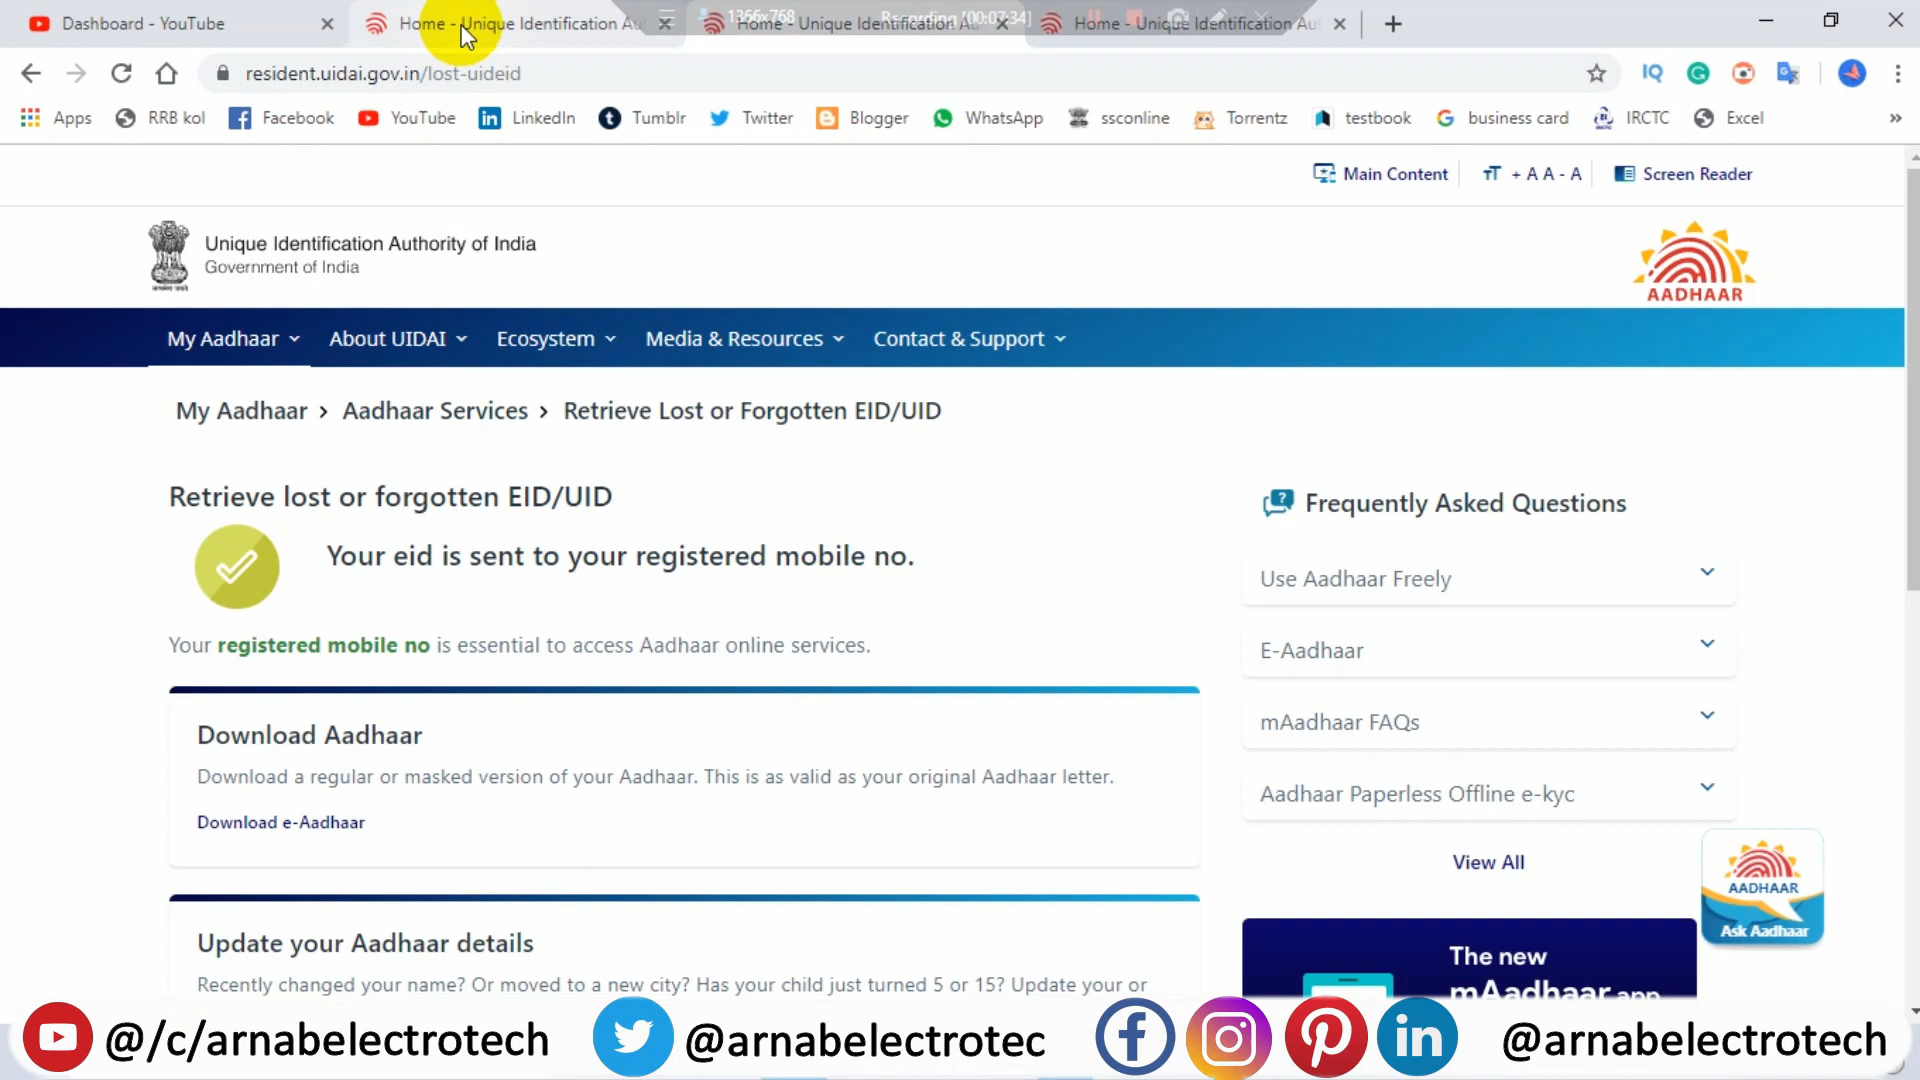 Dashboard - YouTube
Home - Unique Identification Au
Home - Unique Identification Au
Home - Unique Identification Au
1366x768
Recording [00:07:34]
resident.uidai.gov.in/lost-uideid
Apps
RRB kol
Facebook
YouTube
LinkedIn
Tumblr
Twitter
Blogger
WhatsApp
ssconline
Torrentz
testbook
business card
IRCTC
Excel
Main Content
+ A A - A
Screen Reader
Unique Identification Authority of India
Government of India
AADHAAR
My Aadhaar
About UIDAI
Ecosystem
Media & Resources
Contact & Support
My Aadhaar > Aadhaar Services > Retrieve Lost or Forgotten EID/UID
Retrieve lost or forgotten EID/UID
Your eid is sent to your registered mobile no.
Your registered mobile no is essential to access Aadhaar online services.
Download Aadhaar
Download a regular or masked version of your Aadhaar. This is as valid as your original Aadhaar letter.
Download e-Aadhaar
Update your Aadhaar details
Recently changed your name? Or moved to a new city? Has your child just turned 5 or 15? Update your or
Frequently Asked Questions
Use Aadhaar Freely
E-Aadhaar
mAadhaar FAQs
Aadhaar Paperless Offline e-kyc
View All
AADHAAR
Ask Aadhaar
The new
mAadhaar app
@/c/arnabelectrotech
@arnabelectrotec
@arnabelectrotech